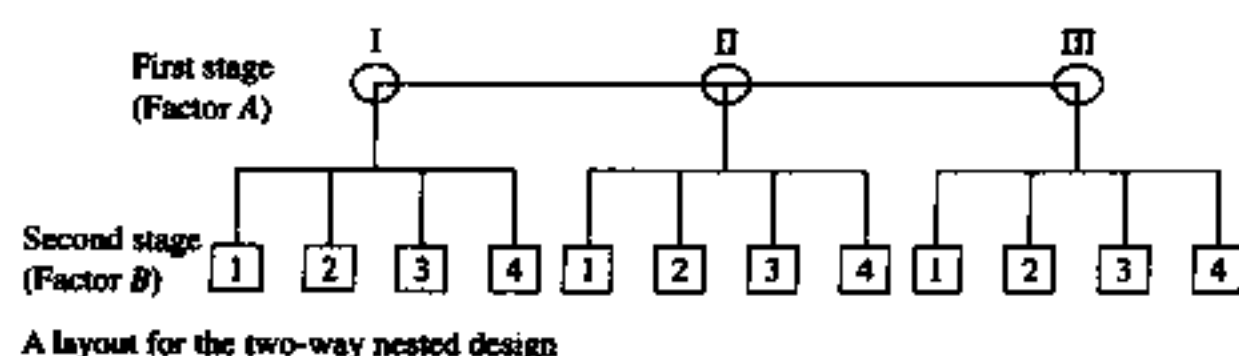 I II III
First stage
(Factor A)
Second stage
(Factor B)
1 2 3 4 1 2 3 4 1 2 3 4
A layout for the two-way nested design